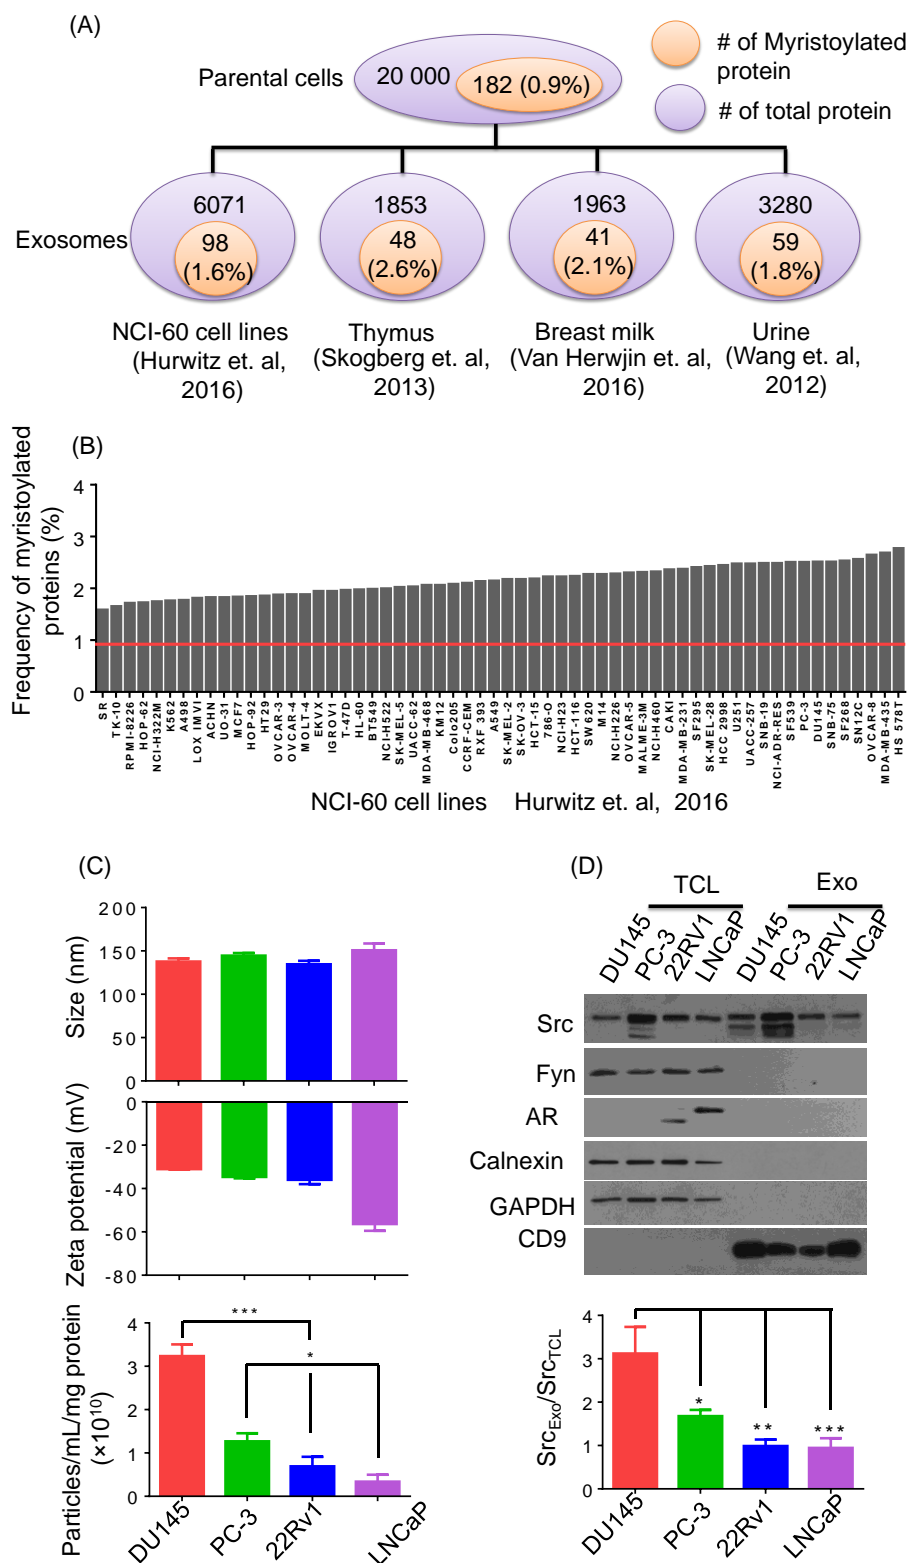 (A)
# of Myristoylated
protein
# of total protein
Parental cells
20 000
182 (0.9%)
Exosomes
6071
98
(1.6%)
1853
48
(2.6%)
1963
41
(2.1%)
3280
59
(1.8%)
NCI-60 cell lines
(Hurwitz et. al,
2016)
Thymus
(Skogberg et. al,
2013)
Breast milk
(Van Herwjin et. al,
2016)
Urine
(Wang et. al,
2012)
(B)
Frequency of myristoylated
proteins (%)
4
3
2
1
0
SR
TK-10
RPMI-8226
HOP-62
NCI-H322M
K562
A498
LOX IMVI
ACHN
UO-31
MCF7
HOP-92
HT29
OVCAR-3
OVCAR-4
MOLT-4
EKVX
IGROV1
T-47D
HL-60
BT549
NCI-H522
SK-MEL-5
UACC-62
MDA-MB-468
KM12
Colo205
CCRF-CEM
RXF 393
A549
SK-MEL-2
SK-OV-3
HCT-15
786-O
NCI-H23
HCT-116
SW620
M14
NCI-H226
OVCAR-5
MALME-3M
NCI-H460
CAKI
MDA-MB-231
SF295
SK-MEL-28
HCC 2998
U251
UACC-257
SNB-19
NCI-ADR-RES
SF539
PC-3
DU145
SNB-75
SF268
SN12C
OVCAR-8
MDA-MB-435
HS 578T
NCI-60 cell lines Hurwitz et. al, 2016
(C)
Size (nm)
200
150
100
50
0
Zeta potential (mV)
0
-20
-40
-60
-80
Particles/mL/mg protein
(×10¹⁰)
4
3
2
1
0
***
*
DU145
PC-3
22Rv1
LNCaP
(D)
TCL
Exo
DU145
PC-3
22RV1
LNCaP
DU145
PC-3
22RV1
LNCaP
Src
Fyn
AR
Calnexin
GAPDH
CD9
Src_Exo/Src_TCL
4
3
2
1
0
*
**
***
DU145
PC-3
22Rv1
LNCaP